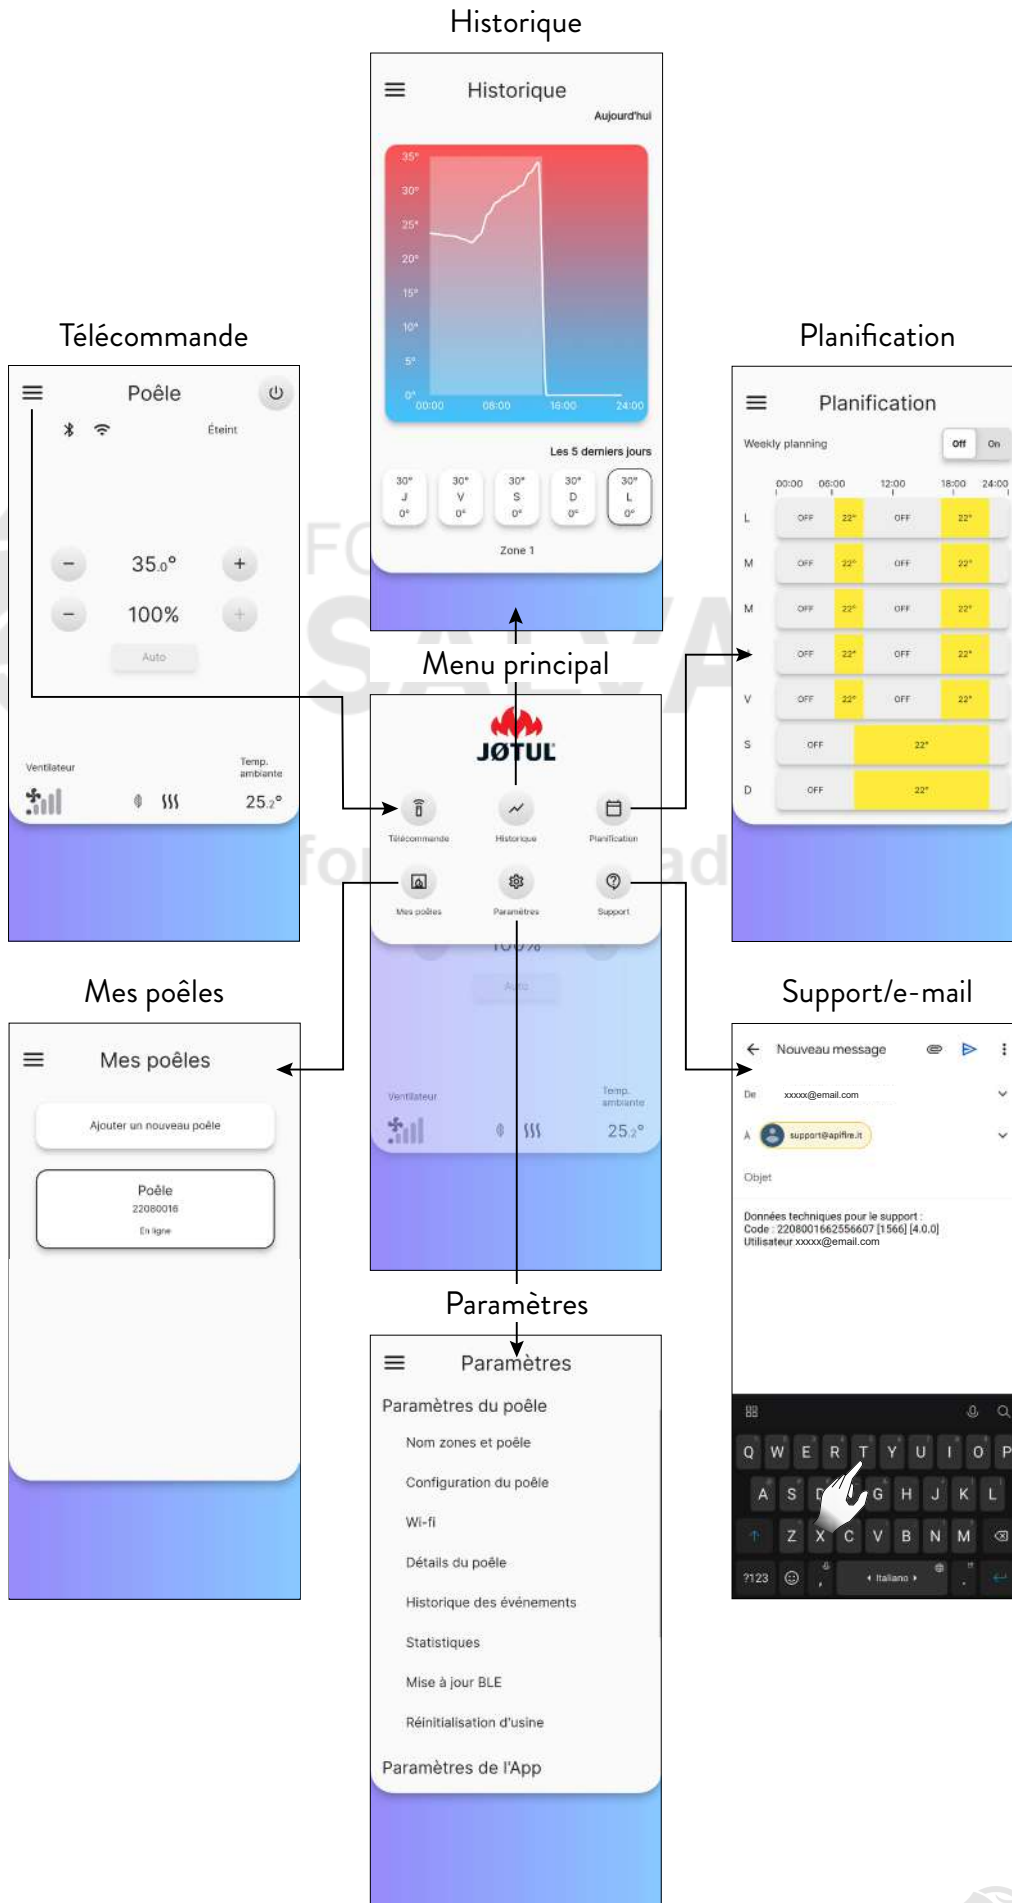 Historique
Historique
Aujourd'hui
35°
30°
25°
20°
15°
10°
5°
0°
00:00 08:00 16:00 24:00
Les 5 derniers jours
30° 30° 30° 30° 30°
J V S D L
0° 0° 0° 0° 0°
Zone 1
Télécommande
Poêle
Éteint
35.0°
100%
Auto
Ventilateur
Temp.
ambiante
25.2°
Planification
Planification
Weekly planning
Off On
00:00 06:00 12:00 18:00 24:00
L OFF 22° OFF 22°
M OFF 22° OFF 22°
M OFF 22° OFF 22°
OFF 22° OFF 22°
V OFF 22° OFF 22°
S OFF 22°
D OFF 22°
Menu principal
JØTUL
Télécommande Historique Planification
Mes poêles Paramètres Support
100%
Auto
Ventilateur
Temp.
ambiante
25.2°
Mes poêles
Mes poêles
Ajouter un nouveau poêle
Poêle
22080016
En ligne
Support/e-mail
Nouveau message
De xxxxx@email.com
À support@apifire.it
Objet
Données techniques pour le support :
Code : 2208001662556607 [1566] [4.0.0]
Utilisateur xxxxx@email.com
Q W E R T Y U I O P
A S D G H J K L
Z X C V B N M
?123 , Italiano .
Paramètres
Paramètres
Paramètres du poêle
Nom zones et poêle
Configuration du poêle
Wi-fi
Détails du poêle
Historique des événements
Statistiques
Mise à jour BLE
Réinitialisation d'usine
Paramètres de l'App